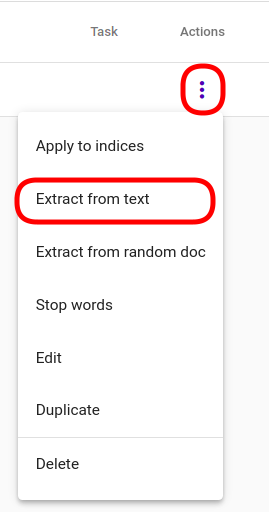 Task Actions
Apply to indices
Extract from text
Extract from random doc
Stop words
Edit
Duplicate
Delete